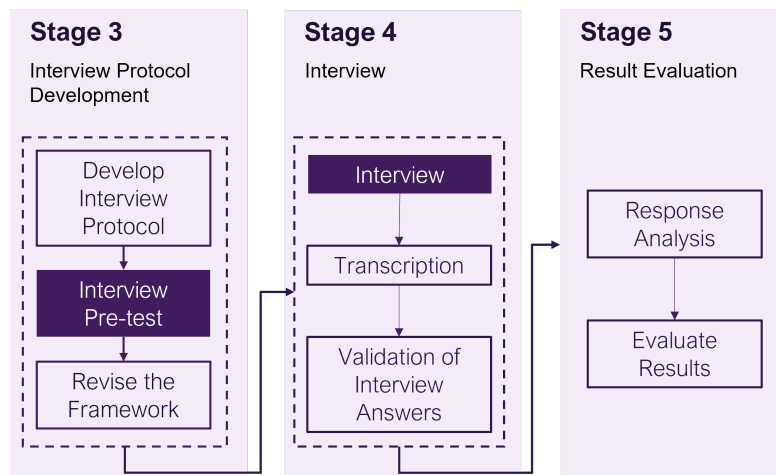 Stage 3
Interview Protocol
Development
Develop
Interview
Protocol
Interview
Pre-test
Revise the
Framework
Stage 4
Interview
Interview
Transcription
Validation of
Interview
Answers
Stage 5
Result Evaluation
Response
Analysis
Evaluate
Results